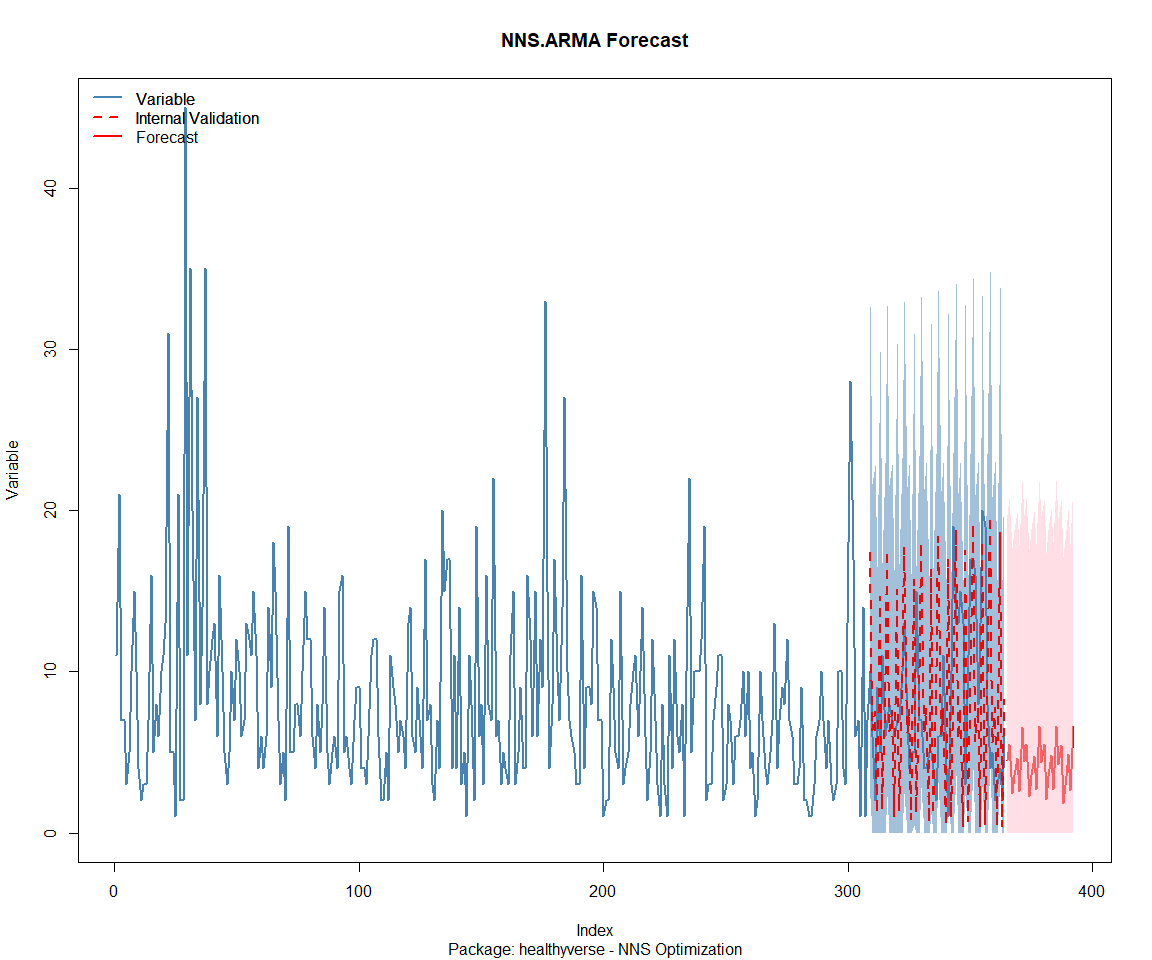 NNS.ARMA Forecast
Variable
Internal Validation
Forecast
Variable
40
30
20
10
0
0 100 200 300 400
Index
Package: healthyverse - NNS Optimization